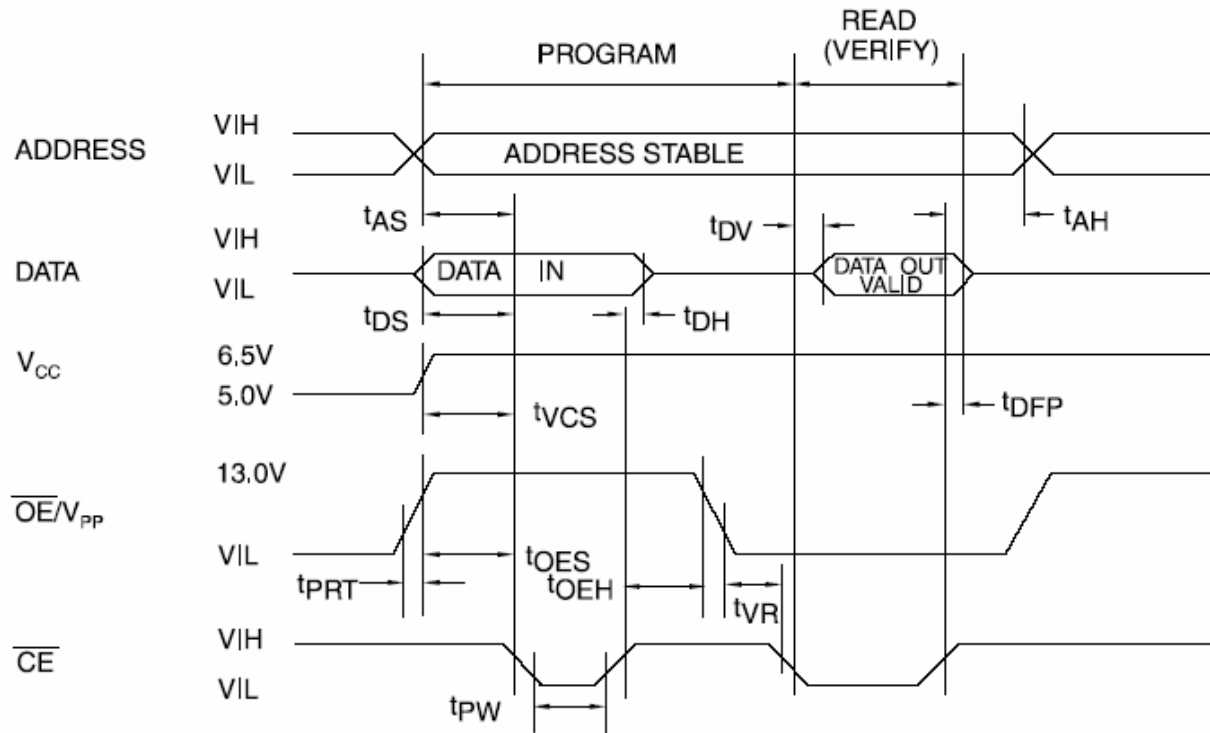 READ
(VERIFY)
PROGRAM
ADDRESS
VIH
VIL
ADDRESS STABLE
tAS
tDV
tAH
DATA
VIH
VIL
DATA IN
DATA OUT
VALID
tDS
tDH
VCC
6.5V
5.0V
tVCS
tDFP
OE/VPP
13.0V
VIL
tPRT
tOES
tOEH
tVR
CE
VIH
VIL
tPW